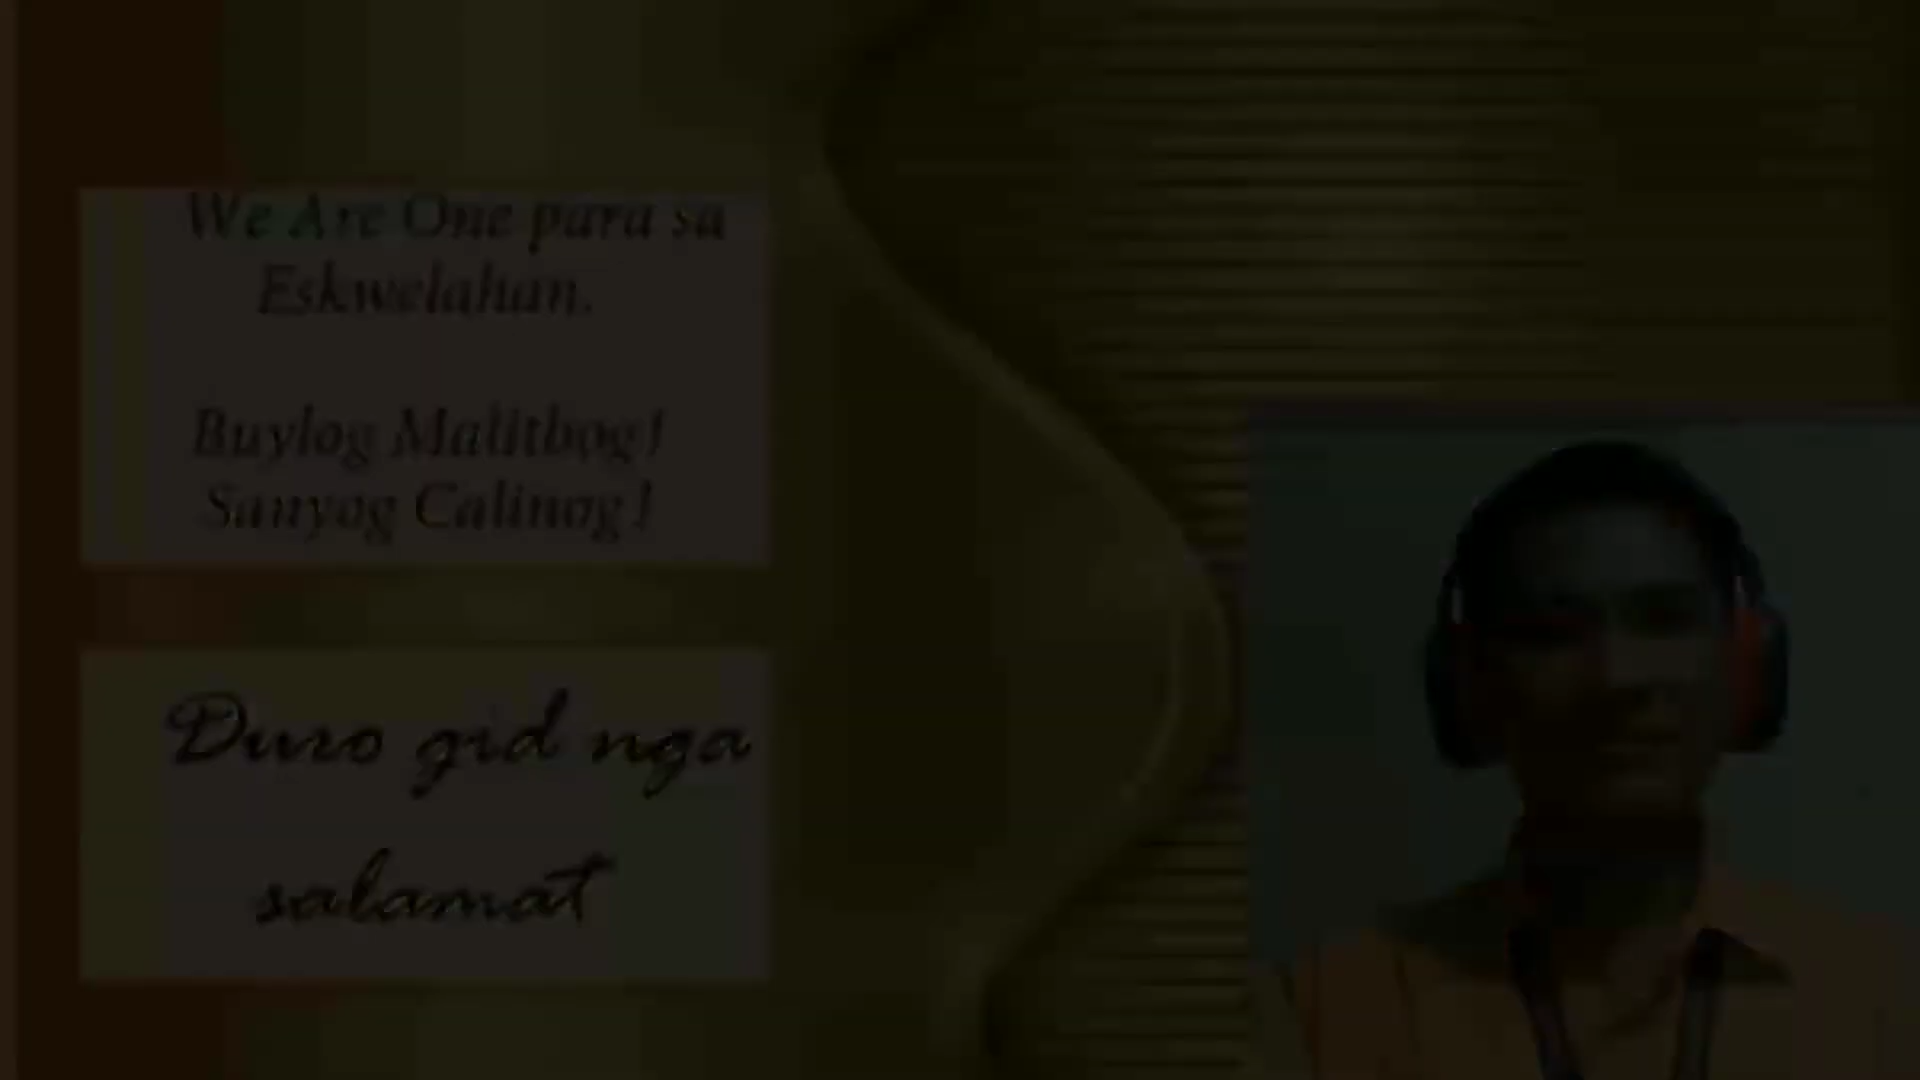 We Are One para sa
Eskwelahan.
Buylog Malitbog!
Sanyog Calinog!
Duro gid nga
salamat